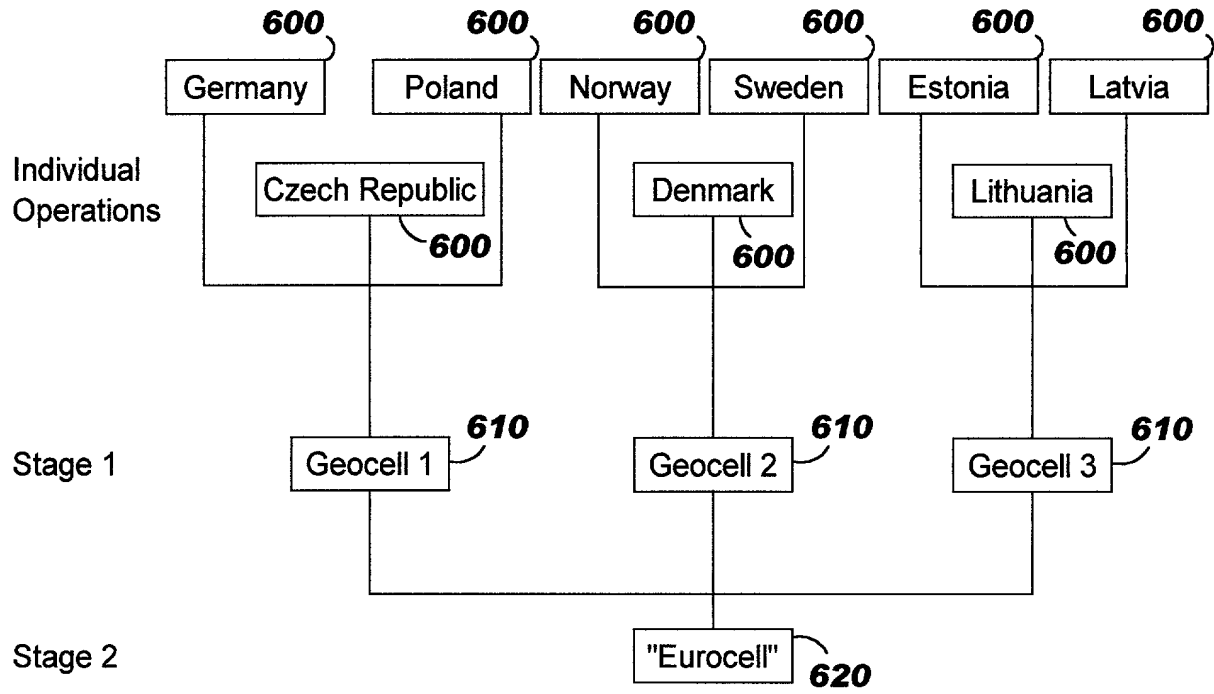 600 600 600 600 600 600
Germany Poland Norway Sweden Estonia Latvia
Individual
Operations
Czech Republic Denmark Lithuania
600 600 600
610 610 610
Stage 1 Geocell 1 Geocell 2 Geocell 3
Stage 2 "Eurocell" 620